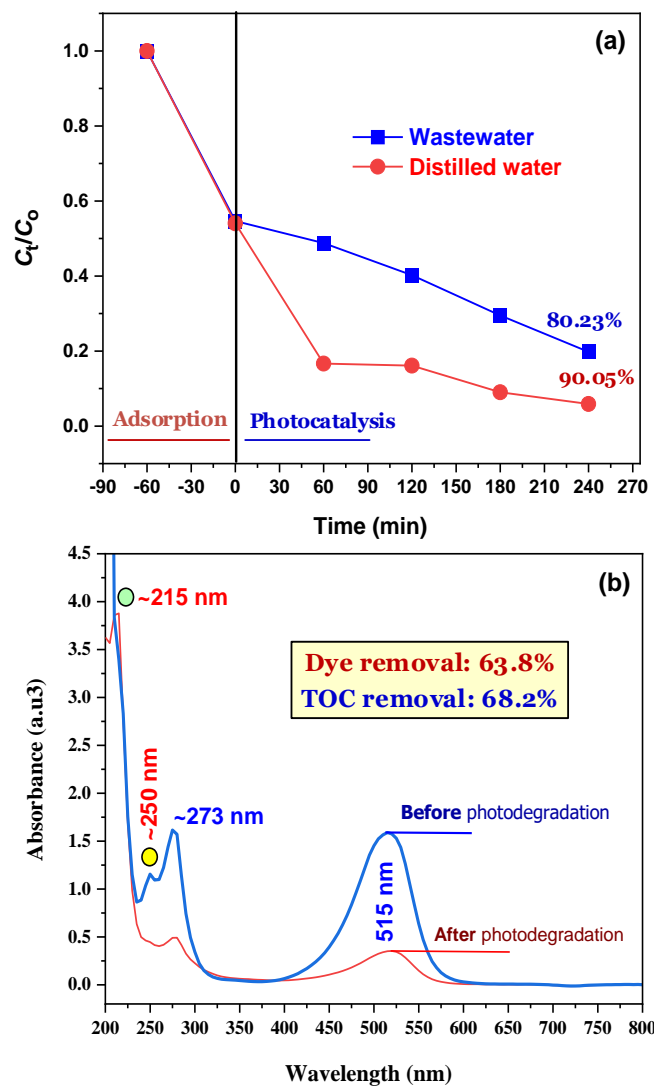 (a)
1.0
0.8
0.6
0.4
0.2
0.0
Cₜ/Cₒ
Wastewater
Distilled water
80.23%
90.05%
Adsorption
Photocatalysis
-90 -60 -30 0 30 60 90 120 150 180 210 240 270
Time (min)
(b)
4.5
4.0
3.5
3.0
2.5
2.0
1.5
1.0
0.5
0.0
Absorbance (a.u3)
~215 nm
Dye removal: 63.8%
TOC removal: 68.2%
~250 nm
~273 nm
Before photodegradation
515 nm
After photodegradation
200 250 300 350 400 450 500 550 600 650 700 750 800
Wavelength (nm)